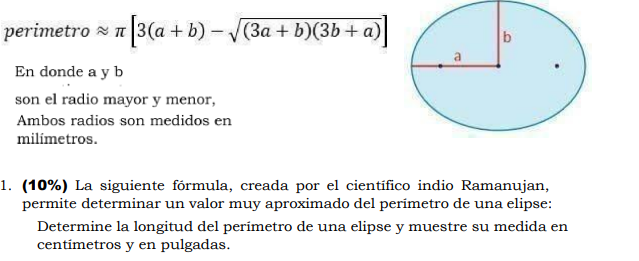 perimetro ≈ π [3(a + b) − √(3a + b)(3b + a)]
b
a
En donde a y b
son el radio mayor y menor,
Ambos radios son medidos en
milímetros.
1. (10%) La siguiente fórmula, creada por el científico indio Ramanujan,
permite determinar un valor muy aproximado del perímetro de una elipse:
Determine la longitud del perímetro de una elipse y muestre su medida en
centímetros y en pulgadas.